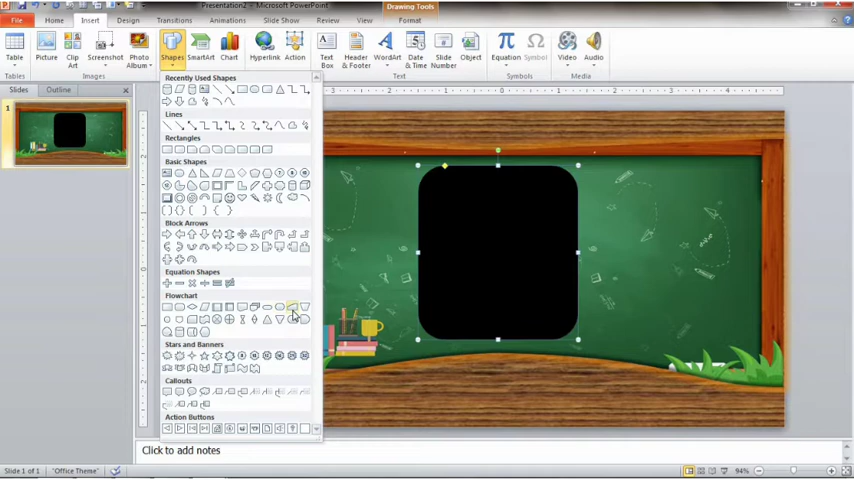 Presentation2 - Microsoft PowerPoint
Drawing Tools
File Home Insert Design Transitions Animations Slide Show Review View Format
Table Picture Clip Art Screenshot Photo Album Shapes SmartArt Chart Hyperlink Action Text Box Header & Footer WordArt Date & Time Slide Number Object Equation Symbol Video Audio
Tables Images Text Symbols Media
Slides Outline
1
Recently Used Shapes
Lines
Rectangles
Basic Shapes
Block Arrows
Equation Shapes
Flowchart
Stars and Banners
Callouts
Action Buttons
Click to add notes
Slide 1 of 1 "Office Theme" 94%